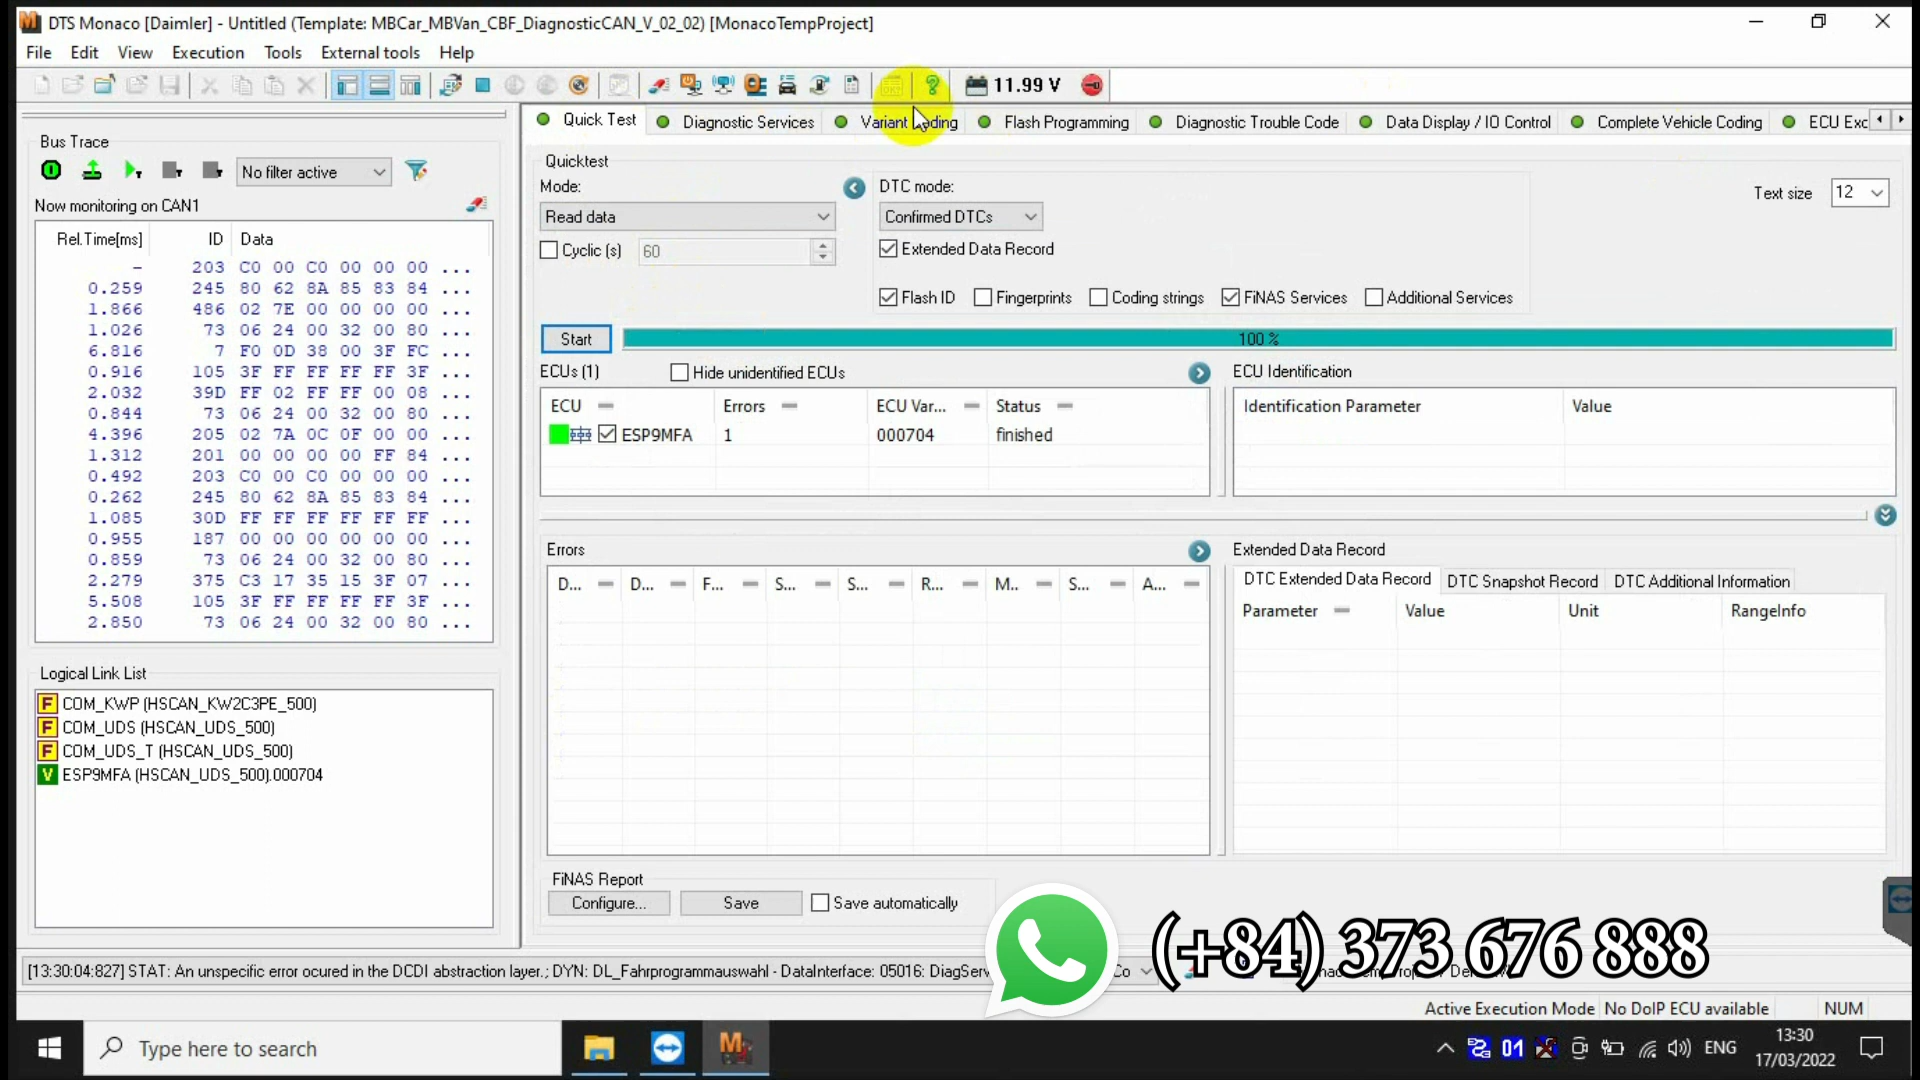 DTS Monaco [Daimler] - Untitled (Template: MBCar_MBVan_CBF_DiagnosticCAN_V_02_02) [MonacoTempProject]
File Edit View Execution Tools External tools Help
11.99 V
Quick Test Diagnostic Services Variant Coding Flash Programming Diagnostic Trouble Code Data Display / IO Control Complete Vehicle Coding ECU Exc
Bus Trace
No filter active
Now monitoring on CAN1
Rel.Time[ms] ID Data
– 203 C0 00 C0 00 00 00 ...
0.259 245 80 62 8A 85 83 84 ...
1.866 486 02 7E 00 00 00 00 ...
1.026 73 06 24 00 32 00 80 ...
6.816 7 F0 0D 38 00 3F FC ...
0.916 105 3F FF FF FF FF 3F ...
2.032 39D FF 02 FF FF 00 08 ...
0.844 73 06 24 00 32 00 80 ...
4.396 205 02 7A 0C 0F 00 00 ...
1.312 201 00 00 00 00 FF 84 ...
0.492 203 C0 00 C0 00 00 00 ...
0.262 245 80 62 8A 85 83 84 ...
1.085 30D FF FF FF FF FF FF ...
0.955 187 00 00 00 00 00 00 ...
0.859 73 06 24 00 32 00 80 ...
2.279 375 C3 17 35 15 3F 07 ...
5.508 105 3F FF FF FF FF 3F ...
2.850 73 06 24 00 32 00 80 ...
Logical Link List
F COM_KWP (HSCAN_KW2C3PE_500)
F COM_UDS (HSCAN_UDS_500)
F COM_UDS_T (HSCAN_UDS_500)
V ESP9MFA (HSCAN_UDS_500).000704
Quicktest
Mode:
Read data
Cyclic (s) 60
DTC mode:
Confirmed DTCs
Extended Data Record
Text size 12
Flash ID Fingerprints Coding strings FiNAS Services Additional Services
Start 100 %
ECUs (1) Hide unidentified ECUs
ECU Errors ECU Var... Status
ESP9MFA 1 000704 finished
ECU Identification
Identification Parameter Value
Errors
D... D... F... S... S... R... M.. S... A...
Extended Data Record
DTC Extended Data Record DTC Snapshot Record DTC Additional Information
Parameter Value Unit RangeInfo
FiNAS Report
Configure... Save Save automatically
(+84) 373 676 888
[13:30:04:827] STAT: An unspecific error ocured in the DCDI abstraction layer.; DYN: DL_Fahrprogrammauswahl - DataInterface: 05016: DiagServ
Co
Active Execution Mode No DoIP ECU available NUM
Type here to search
01
ENG
13:30
17/03/2022